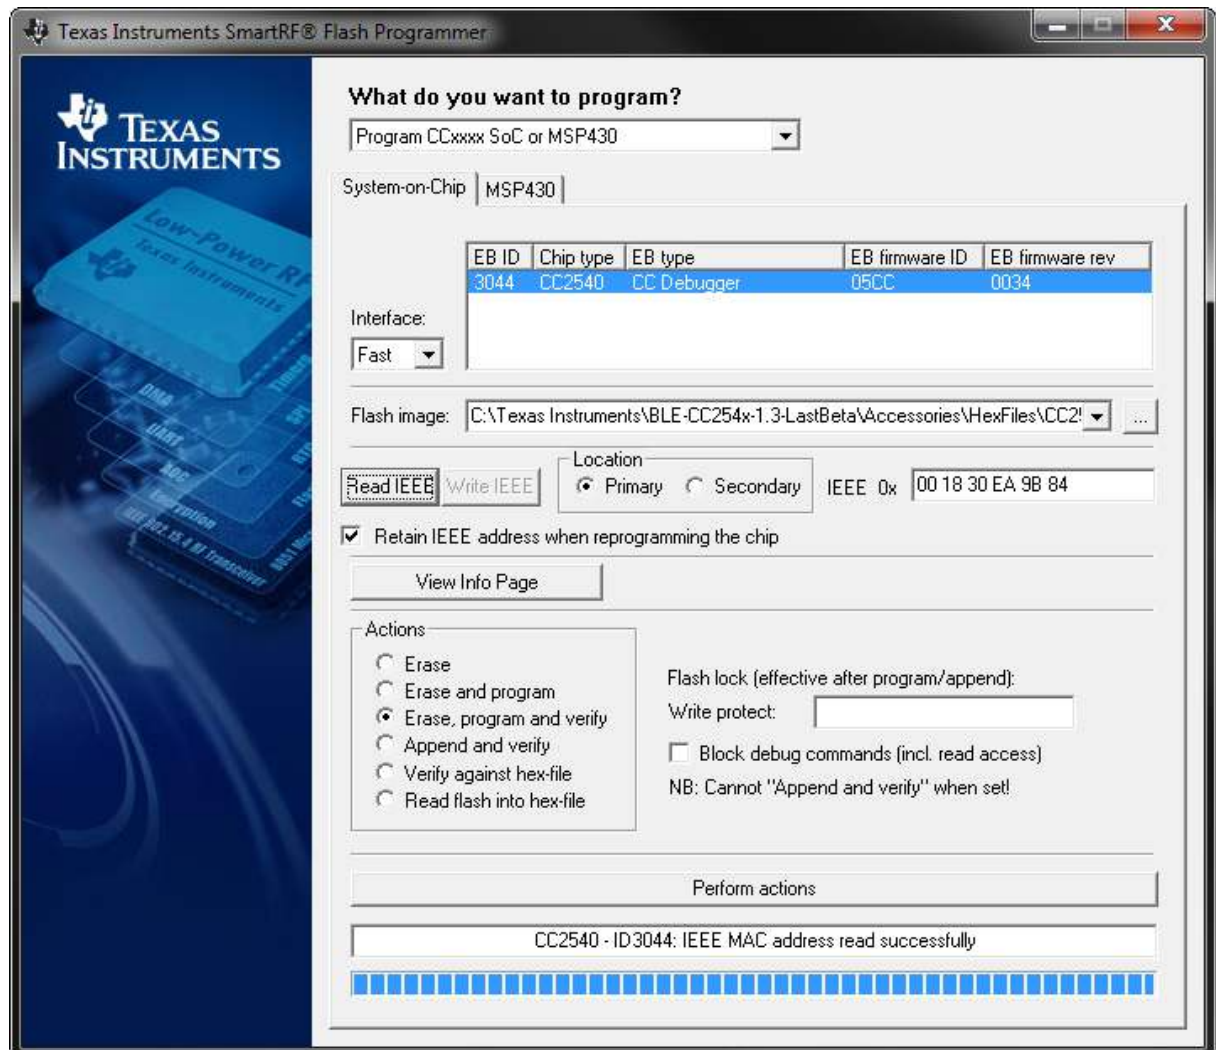 Texas Instruments SmartRF® Flash Programmer
TEXAS
INSTRUMENTS
Low-Power RF
Texas Instruments
DMA
UART
ADC
Encryption
IEEE 802.15.4 RF Transceiver
Timers
SPI
8051
What do you want to program?
Program CCxxxx SoC or MSP430
System-on-Chip MSP430
EB ID Chip type EB type EB firmware ID EB firmware rev
3044 CC2540 CC Debugger 05CC 0034
Interface:
Fast
Flash image: C:\Texas Instruments\BLE-CC254x-1.3-LastBeta\Accessories\HexFiles\CC2 ...
Location
Read IEEE Write IEEE Primary Secondary IEEE 0x 00 18 30 EA 9B 84
Retain IEEE address when reprogramming the chip
View Info Page
Actions
Erase
Erase and program
Erase, program and verify
Append and verify
Verify against hex-file
Read flash into hex-file
Flash lock (effective after program/append):
Write protect:
Block debug commands (incl. read access)
NB: Cannot "Append and verify" when set!
Perform actions
CC2540 - ID3044: IEEE MAC address read successfully